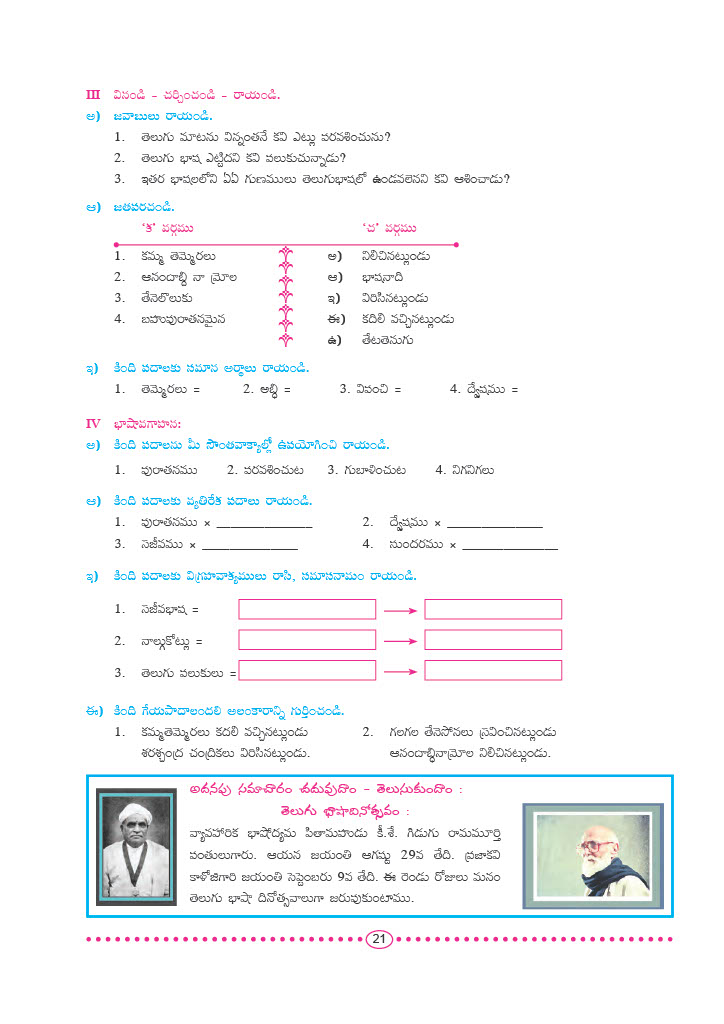 III వినండి - చర్చించండి - రాయండి.
అ) జవాబులు రాయండి.
1. తెలుగు మాటను విన్నంతనే కవి ఎట్లు పరవశించును?
2. తెలుగు భాష ఎట్టిదని కవి పలుకుచున్నాడు?
3. ఇతర భాషలలోని ఏఏ గుణములు తెలుగుభాషలో ఉండవలెనని కవి ఆశించాడు?
ఆ) జతపరచండి.
'క' వర్గము 'చ' వర్గము
1. కమ్మ తెమ్మెరలు అ) నిలిచినట్లుండు
2. ఆనందాబ్ధి నా మ్రోల ఆ) భాషనాది
3. తేనెలొలుకు ఇ) విరిసినట్లుండు
4. బహుపురాతనమైన ఈ) కదిలి వచ్చినట్లుండు
ఉ) తేటతెనుగు
ఇ) కింది పదాలకు సమాన అర్థాలు రాయండి.
1. తెమ్మెరలు = 2. అబ్ధి = 3. విపంచి = 4. ద్వేషము =
IV భాషావగాహన:
అ) కింది పదాలను మీ సొంతవాక్యాల్లో ఉపయోగించి రాయండి.
1. పురాతనము 2. పరవశించుట 3. గుబాళించుట 4. నిగనిగలు
ఆ) కింది పదాలకు వ్యతిరేక పదాలు రాయండి.
1. పురాతనము × ______________ 2. ద్వేషము × ______________
3. సజీవము × ______________ 4. సుందరము × ______________
ఇ) కింది పదాలకు విగ్రహవాక్యములు రాసి, సమాసనామం రాయండి.
1. సజీవభాష =
2. నాల్గుకోట్లు =
3. తెలుగు పలుకులు =
ఈ) కింది గేయపాదాలందలి అలంకారాన్ని గుర్తించండి.
1. కమ్మతెమ్మెరలు కదలి వచ్చినట్లుండు 2. గలగల తేనెసోనలు స్రవించినట్లుండు
శరశ్చంద్ర చంద్రికలు విరిసినట్లుండు. ఆనందాబ్ధినామ్రోల నిలిచినట్లుండు.
అదనపు సమాచారం చదువుదాం - తెలుసుకుందాం :
తెలుగు భాషాదినోత్సవం :
వ్యావహారిక భాషోద్యమ పితామహుడు కీ.శే. గిడుగు రామమూర్తి
పంతులుగారు. ఆయన జయంతి ఆగష్టు 29వ తేది. ప్రజాకవి
కాళోజిగారి జయంతి సెప్టెంబరు 9వ తేది. ఈ రెండు రోజులు మనం
తెలుగు భాషా దినోత్సవాలుగా జరుపుకుంటాము.
21